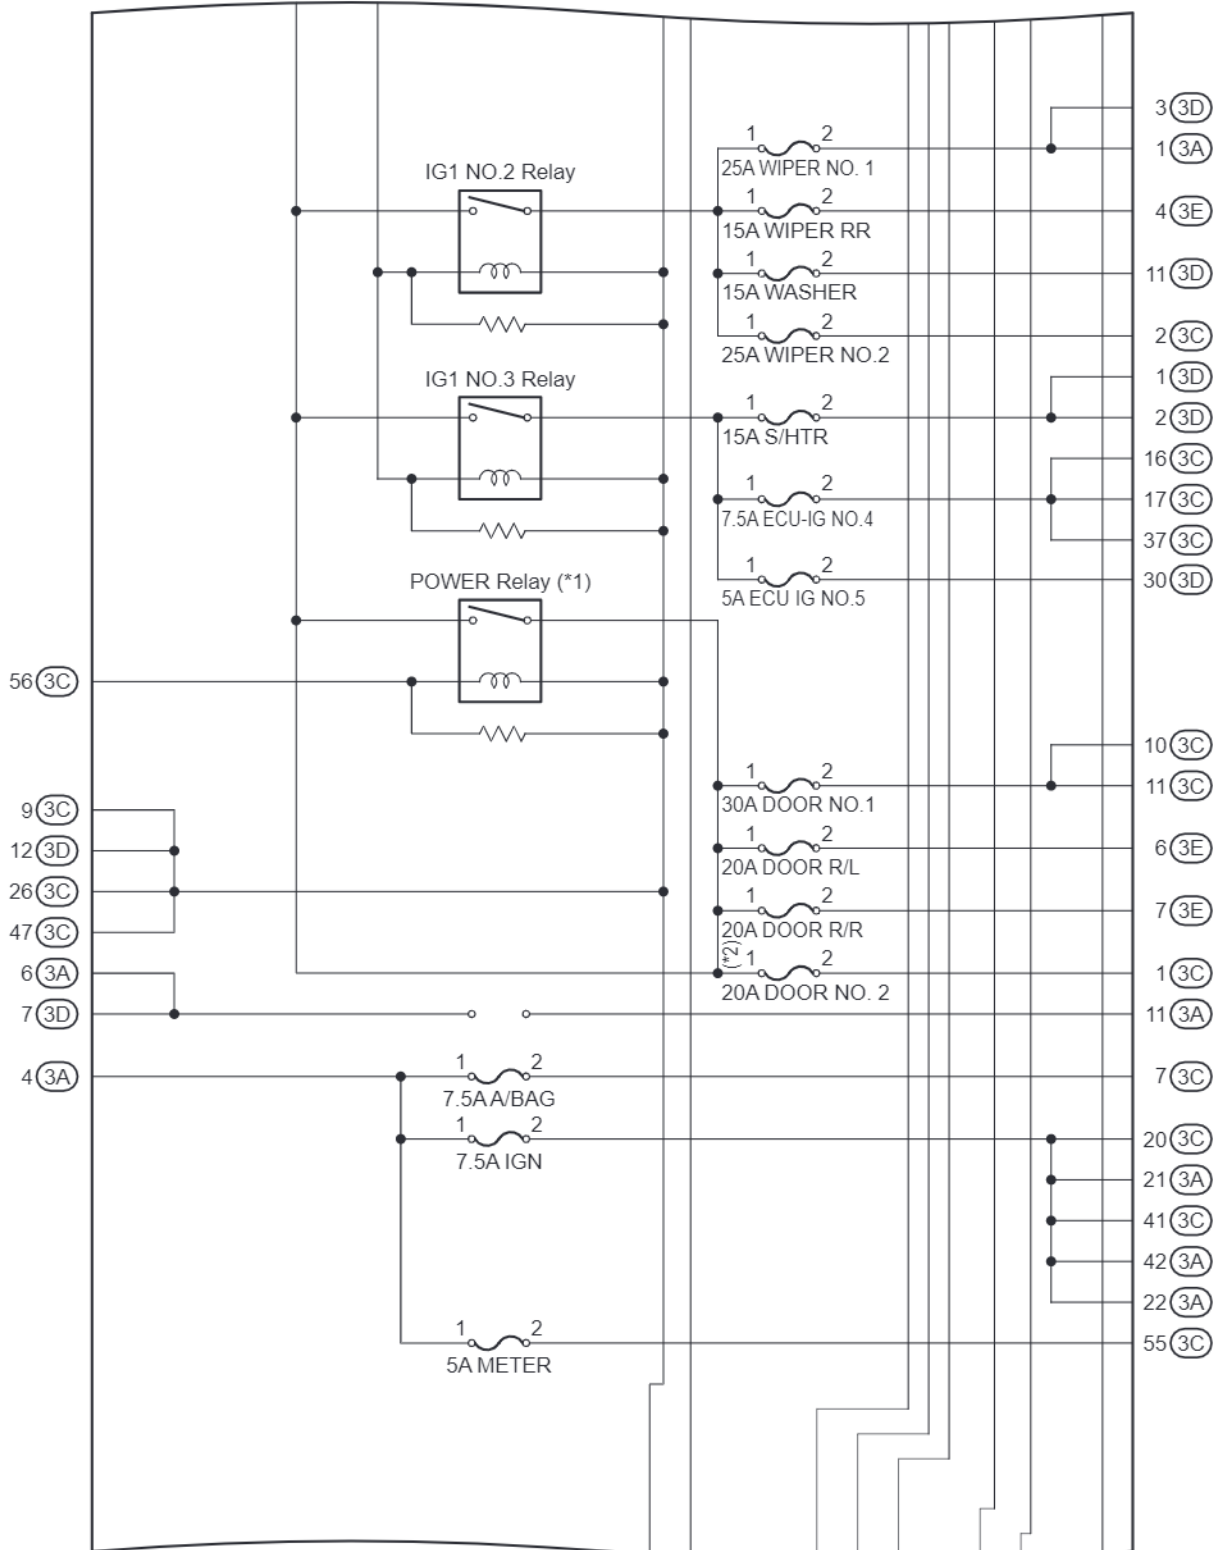 3 3D
1 2
1 3A
25A WIPER NO. 1
IG1 NO.2 Relay
1 2
4 3E
15A WIPER RR
1 2
11 3D
15A WASHER
1 2
2 3C
25A WIPER NO.2
IG1 NO.3 Relay
1 3D
1 2
2 3D
15A S/HTR
16 3C
1 2
17 3C
7.5A ECU-IG NO.4
37 3C
1 2
30 3D
5A ECU IG NO.5
POWER Relay (*1)
56 3C
10 3C
1 2
11 3C
30A DOOR NO.1
9 3C
1 2
12 3D
6 3E
20A DOOR R/L
26 3C
1 2
7 3E
20A DOOR R/R
47 3C
(*2)
1 2
6 3A
1 3C
20A DOOR NO. 2
7 3D
11 3A
1 2
4 3A
7 3C
7.5A A/BAG
1 2
20 3C
7.5A IGN
21 3A
41 3C
42 3A
22 3A
1 2
55 3C
5A METER